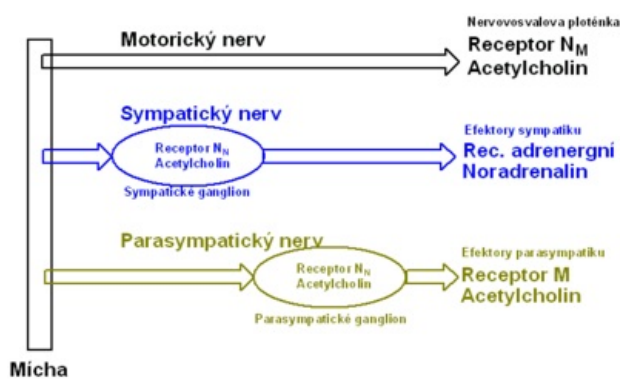 Nervovosvalova ploténka
Motorický nerv
Receptor NM
Acetylcholin
Sympatický nerv
Efektory sympatiku
Receptor NN
Acetylcholin
Rec. adrenergní
Noradrenalin
Sympatické ganglion
Parasympatický nerv
Efektory parasympatiku
Receptor NN
Acetylcholin
Receptor M
Acetylcholin
Parasympatické ganglion
Mícha